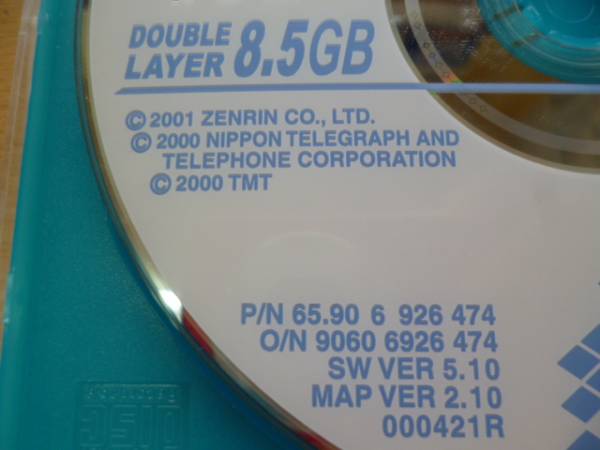 DOUBLE
LAYER 8.5GB
© 2001 ZENRIN CO., LTD.
© 2000 NIPPON TELEGRAPH AND
TELEPHONE CORPORATION
© 2000 TMT
P/N 65.90 6 926 474
O/N 9060 6926 474
SW VER 5.10
MAP VER 2.10
000421R